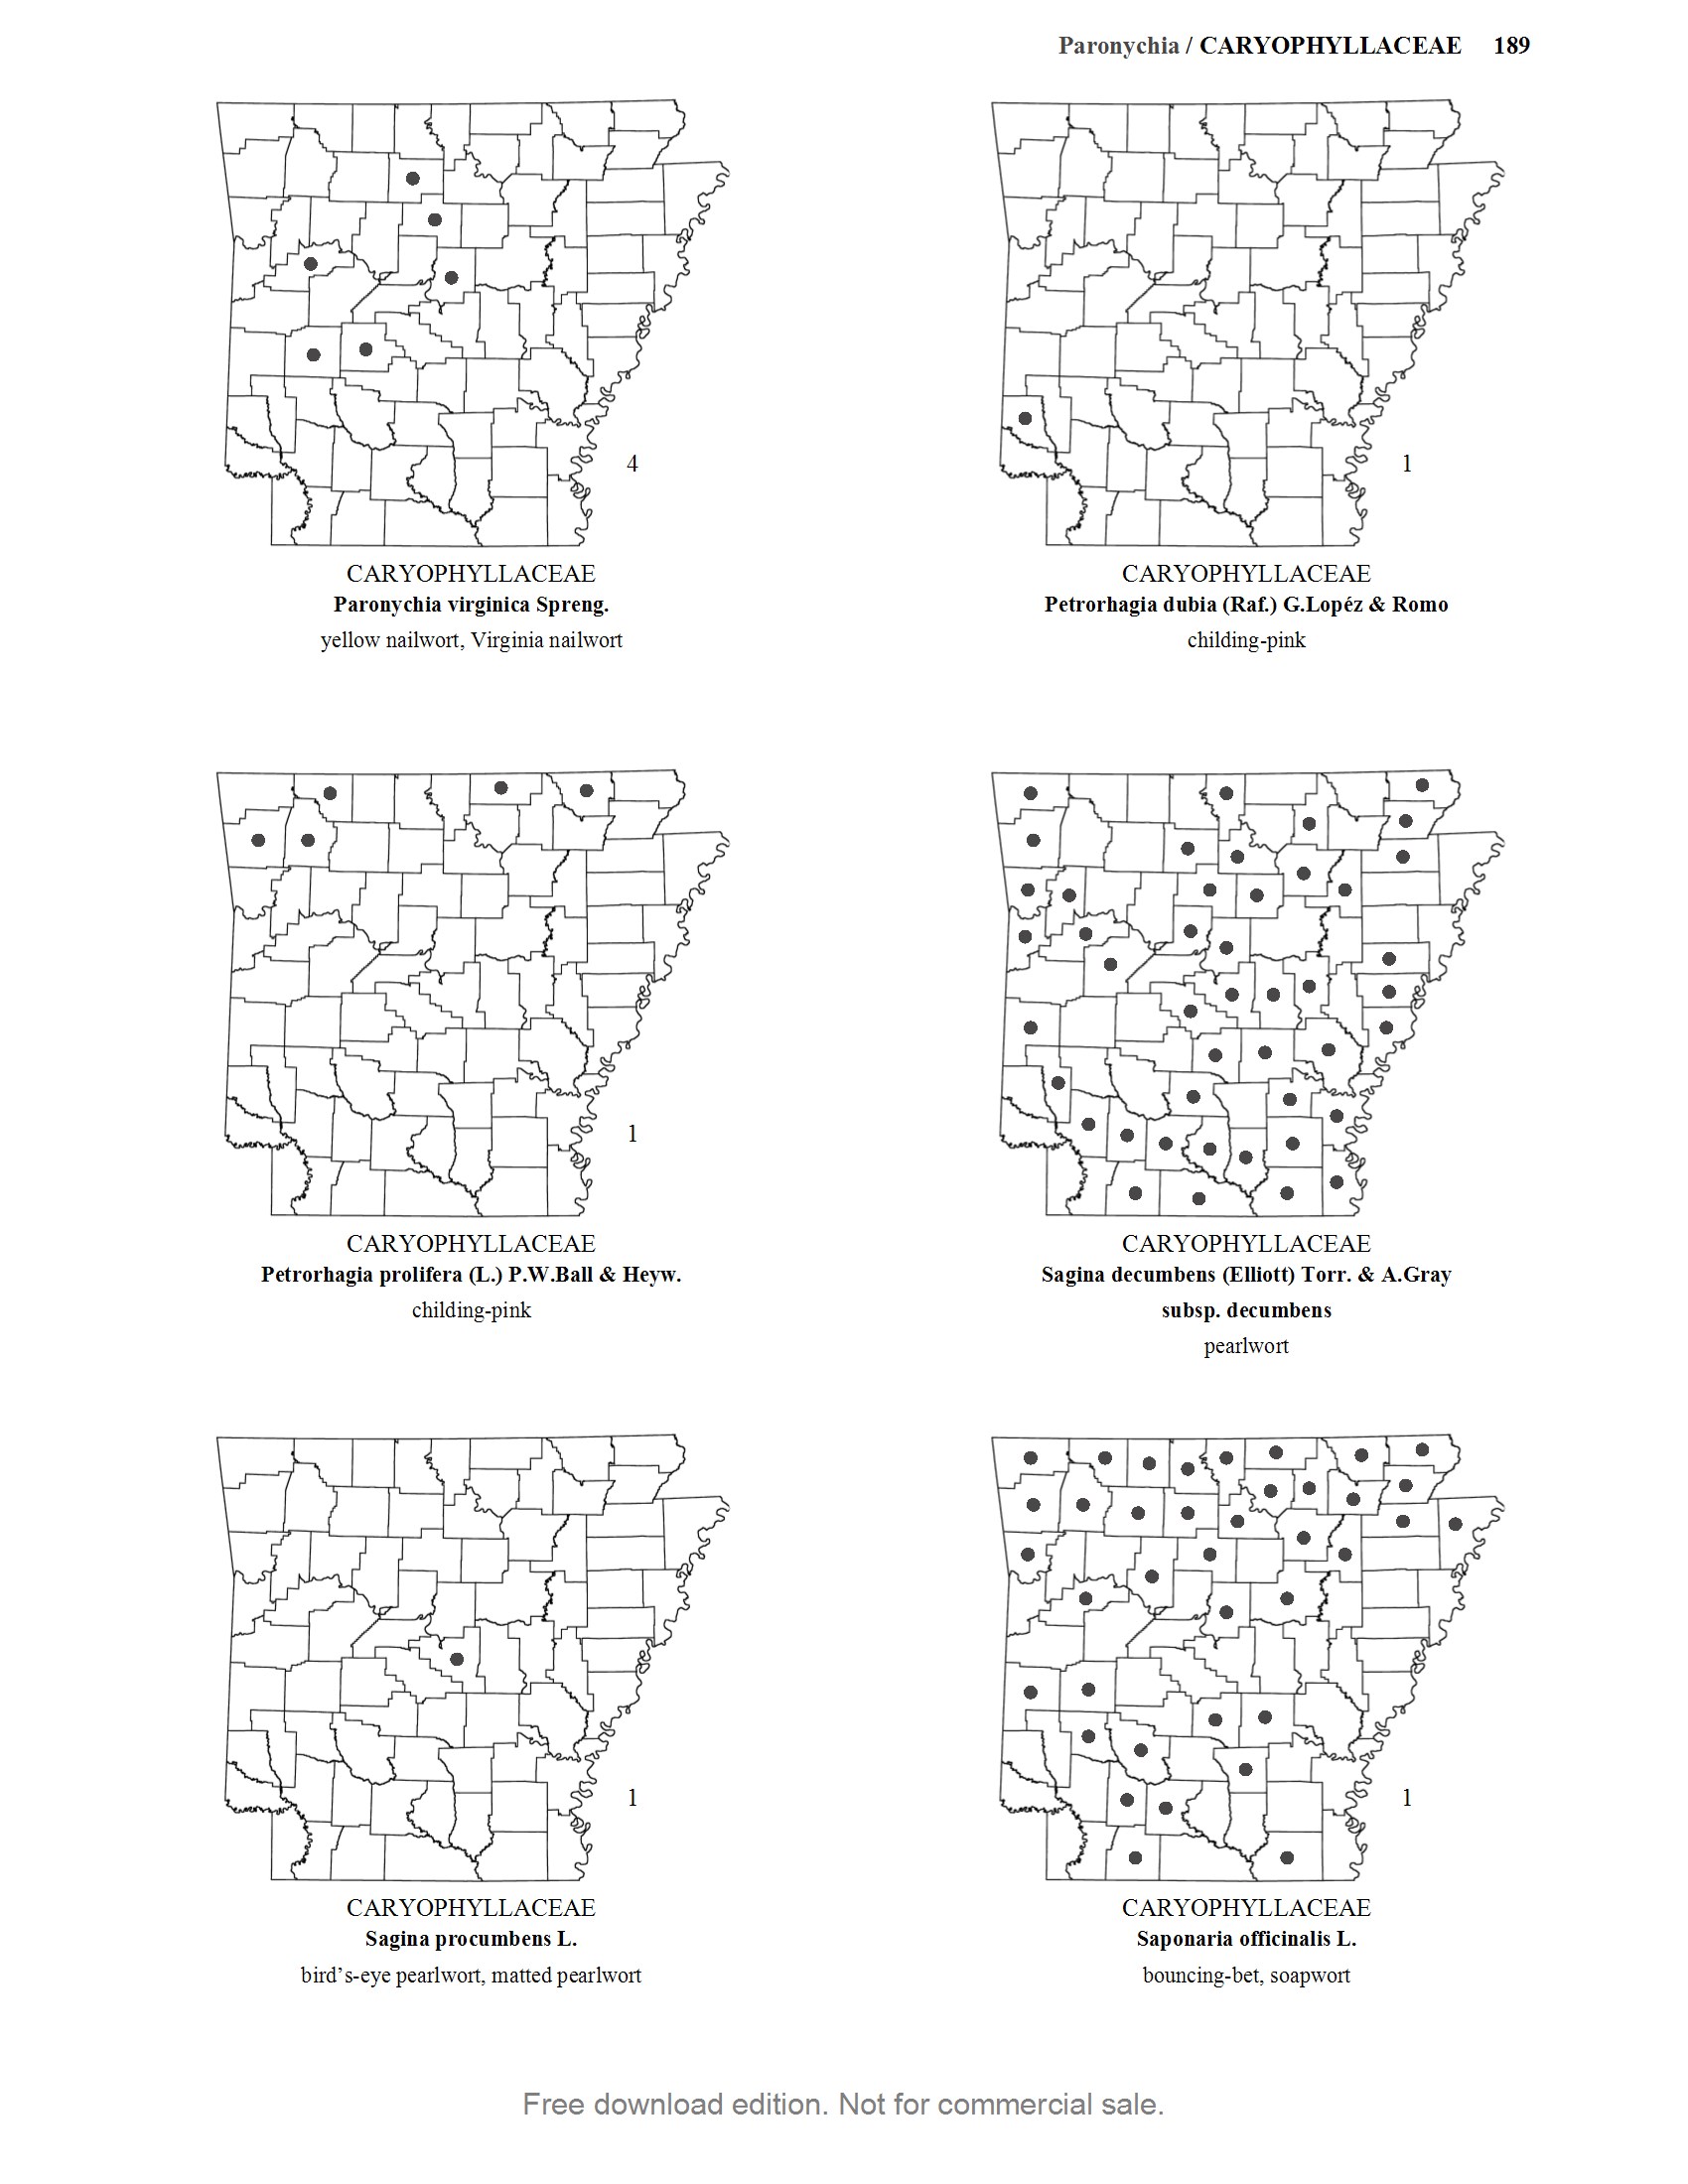 Paronychia / CARYOPHYLLACEAE 189
4
CARYOPHYLLACEAE
Paronychia virginica Spreng.
yellow nailwort, Virginia nailwort
1
CARYOPHYLLACEAE
Petrorhagia dubia (Raf.) G.Lopéz & Romo
childing-pink
1
CARYOPHYLLACEAE
Petrorhagia prolifera (L.) P.W.Ball & Heyw.
childing-pink
CARYOPHYLLACEAE
Sagina decumbens (Elliott) Torr. & A.Gray
subsp. decumbens
pearlwort
1
CARYOPHYLLACEAE
Sagina procumbens L.
bird’s-eye pearlwort, matted pearlwort
1
CARYOPHYLLACEAE
Saponaria officinalis L.
bouncing-bet, soapwort
Free download edition. Not for commercial sale.